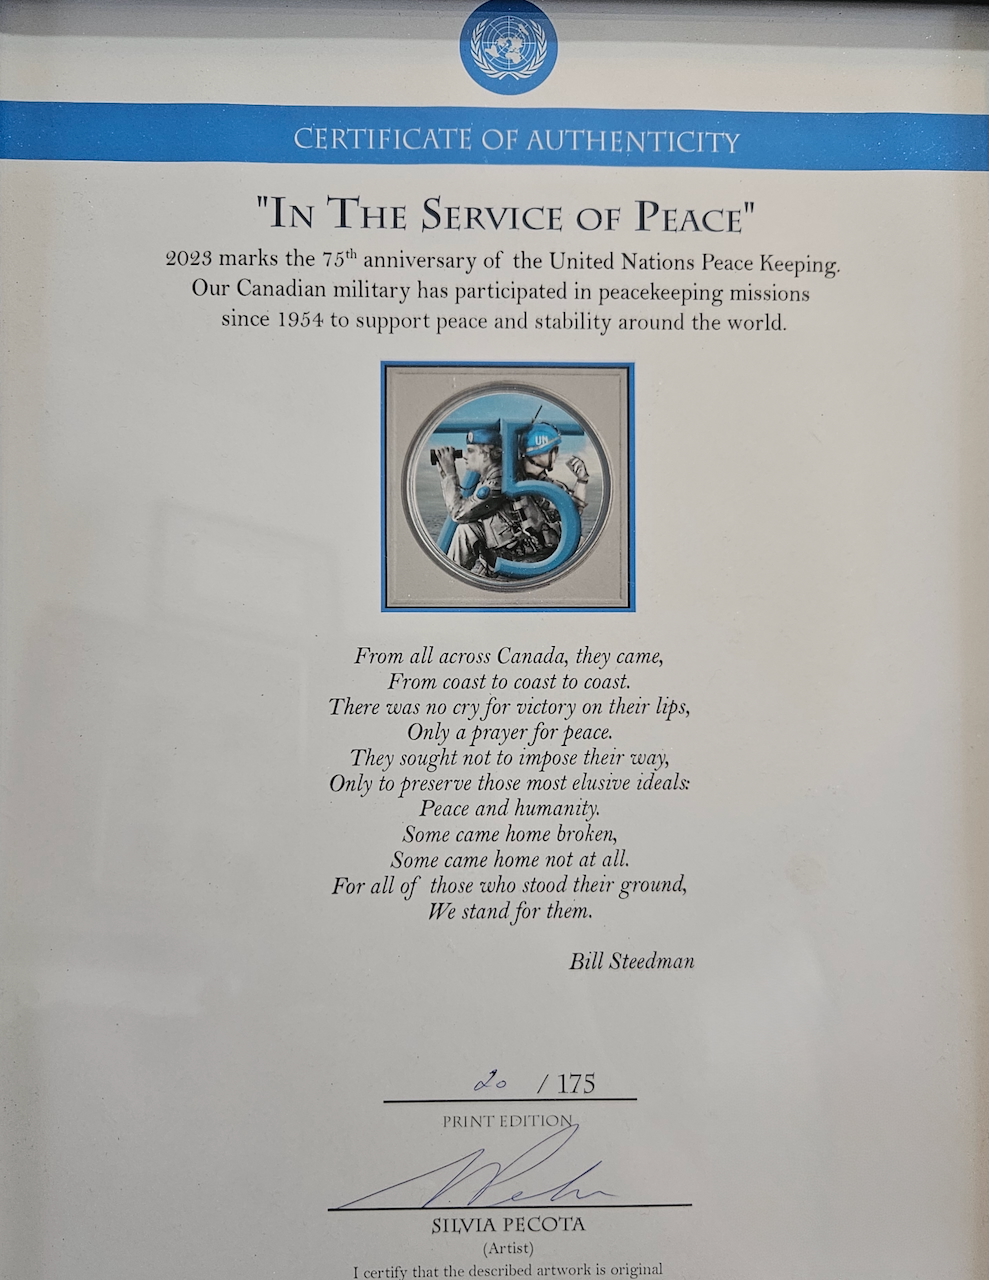 CERTIFICATE OF AUTHENTICITY
"IN THE SERVICE OF PEACE"
2023 marks the 75th anniversary of the United Nations Peace Keeping.
Our Canadian military has participated in peacekeeping missions
since 1954 to support peace and stability around the world.
75
UN
From all across Canada, they came,
From coast to coast to coast.
There was no cry for victory on their lips,
Only a prayer for peace.
They sought not to impose their way,
Only to preserve those most elusive ideals:
Peace and humanity.
Some came home broken,
Some came home not at all.
For all of those who stood their ground,
We stand for them.
Bill Steedman
20 / 175
PRINT EDITION
SILVIA PECOTA
(Artist)
I certify that the described artwork is original